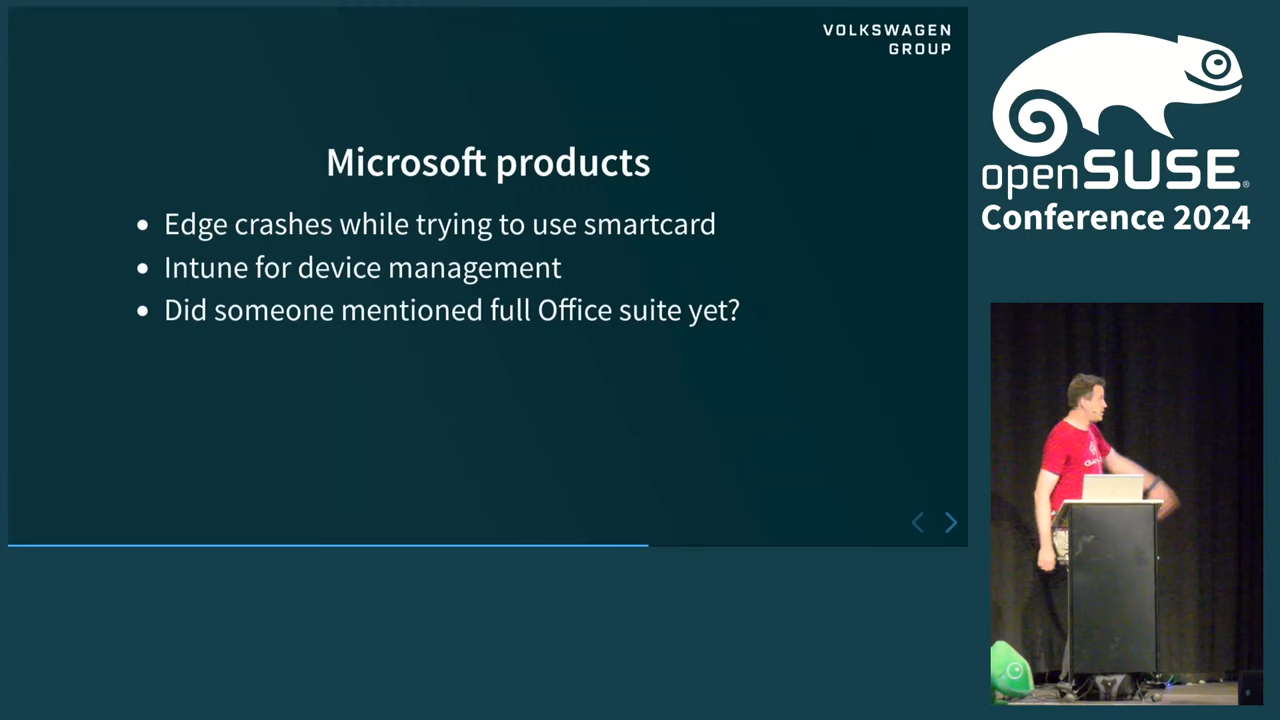 VOLKSWAGEN
GROUP
Microsoft products
Edge crashes while trying to use smartcard
Intune for device management
Did someone mentioned full Office suite yet?
openSUSE®
Conference 2024